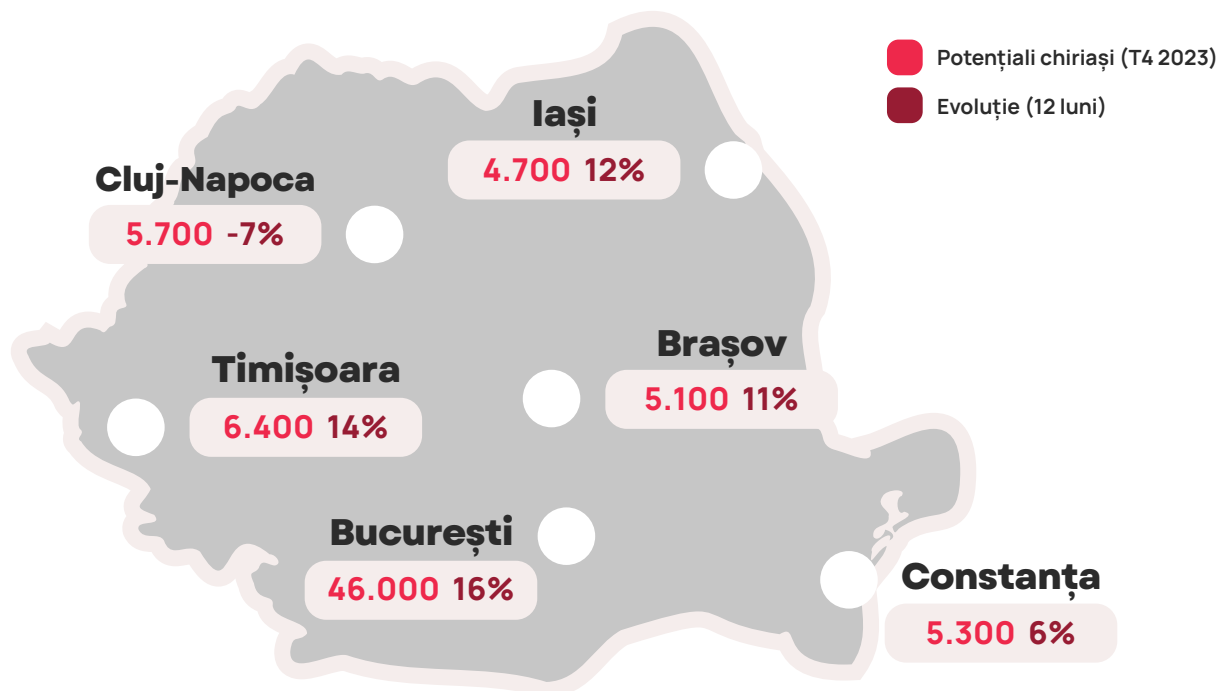 Potențiali chiriași (T4 2023)
Evoluție (12 luni)
Iași
4.700 12%
Cluj-Napoca
5.700 -7%
Brașov
5.100 11%
Timișoara
6.400 14%
București
46.000 16%
Constanța
5.300 6%